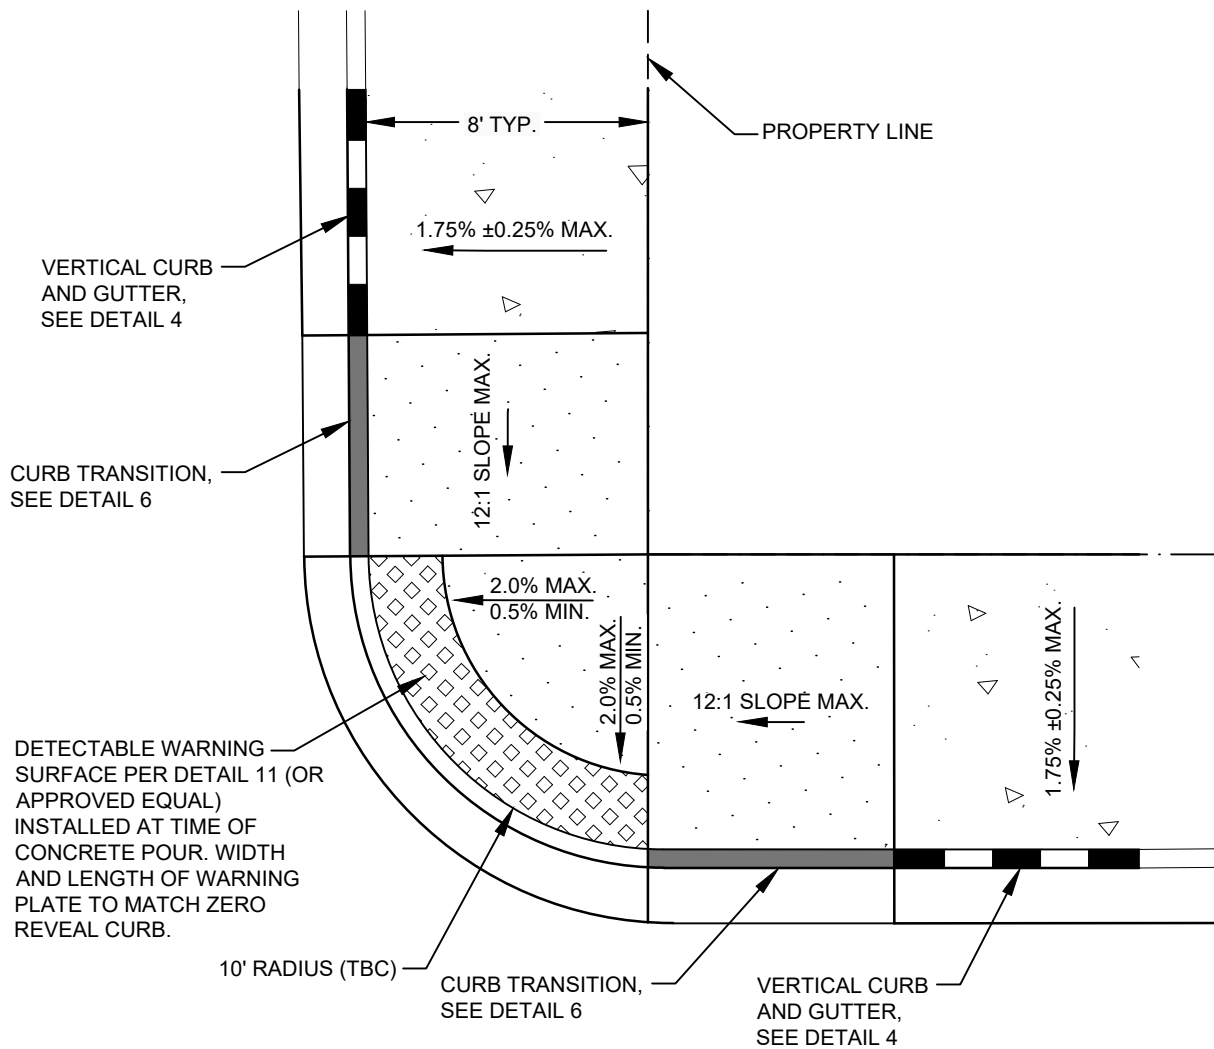 8' TYP.
PROPERTY LINE
1.75% ±0.25% MAX.
VERTICAL CURB
AND GUTTER,
SEE DETAIL 4
12:1 SLOPE MAX.
CURB TRANSITION,
SEE DETAIL 6
2.0% MAX.
0.5% MIN.
2.0% MAX.
0.5% MIN.
12:1 SLOPE MAX.
1.75% ±0.25% MAX.
DETECTABLE WARNING
SURFACE PER DETAIL 11 (OR
APPROVED EQUAL)
INSTALLED AT TIME OF
CONCRETE POUR. WIDTH
AND LENGTH OF WARNING
PLATE TO MATCH ZERO
REVEAL CURB.
10' RADIUS (TBC)
CURB TRANSITION,
SEE DETAIL 6
VERTICAL CURB
AND GUTTER,
SEE DETAIL 4